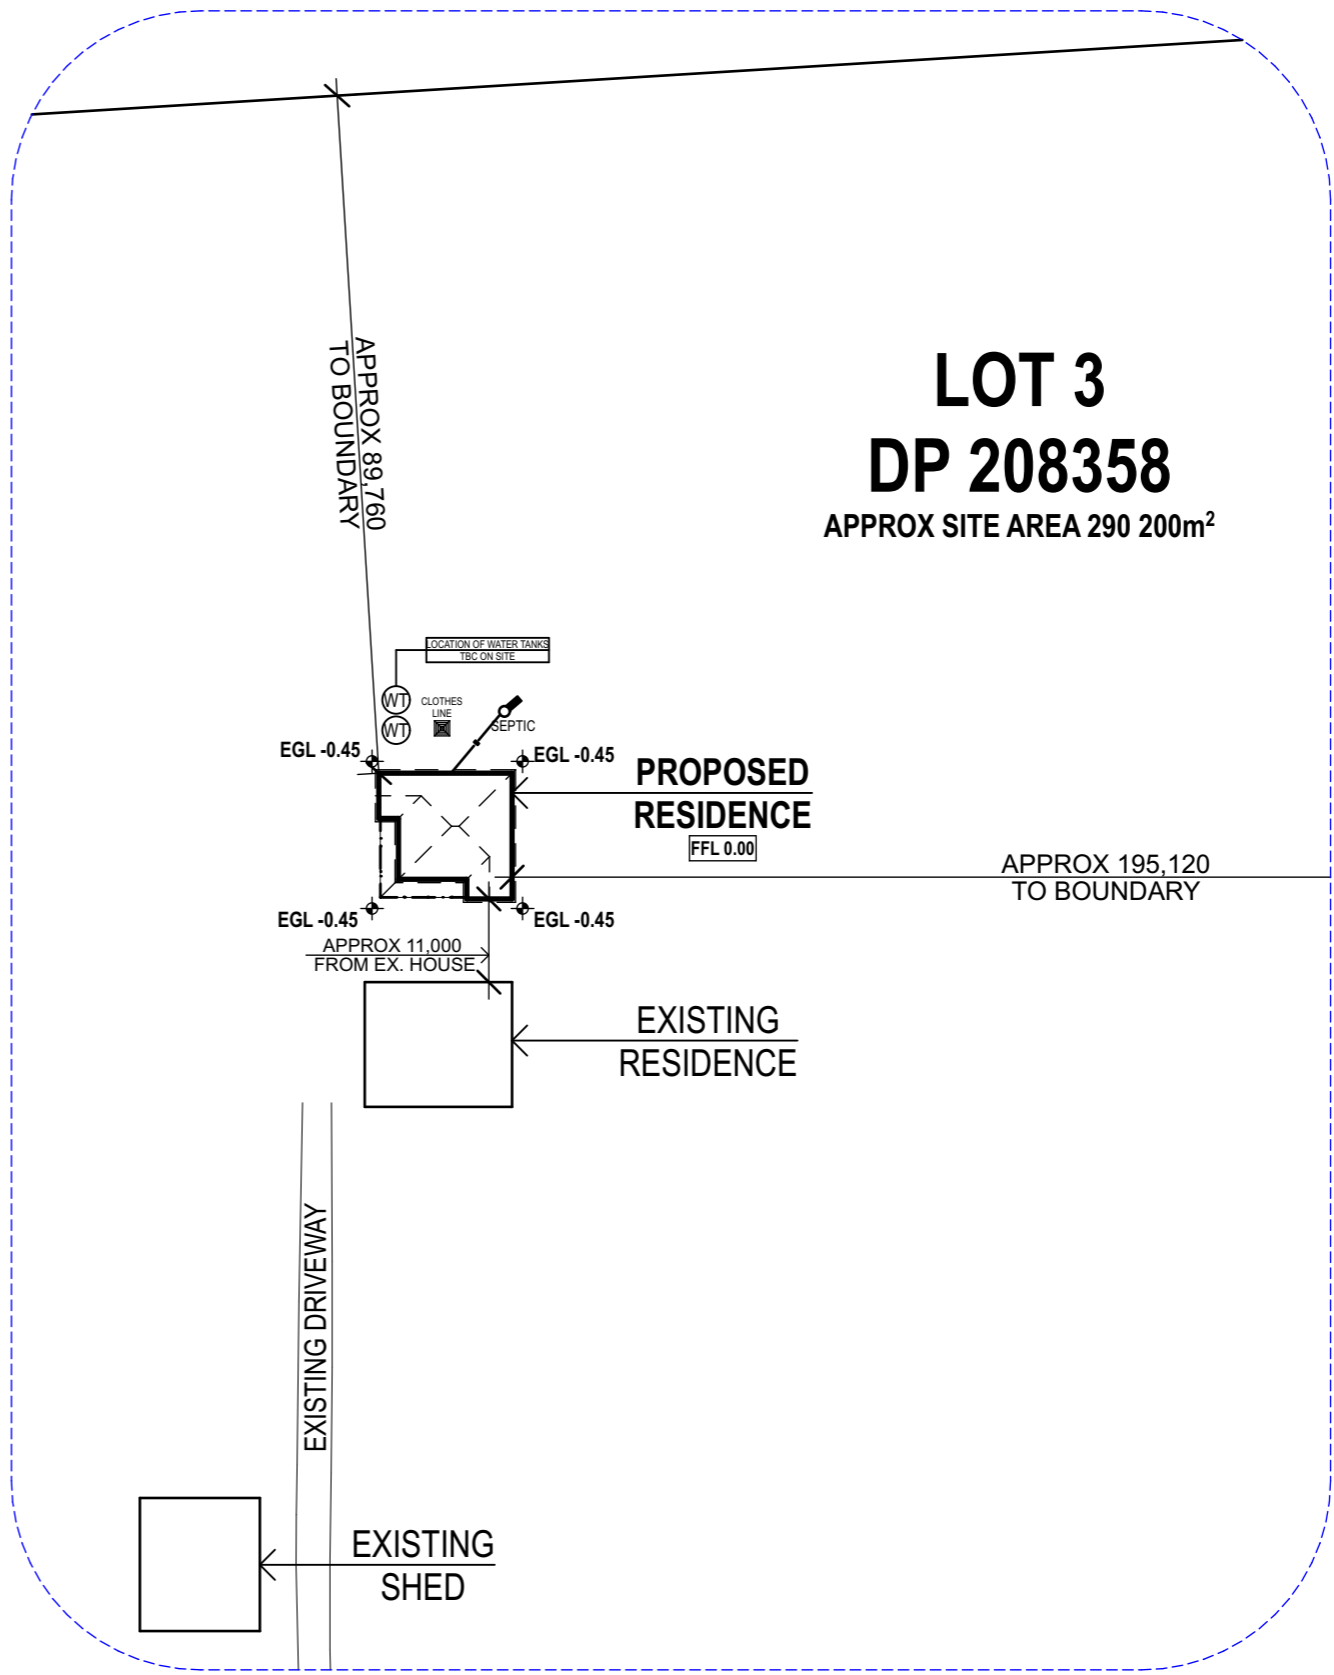 APPROX 89,760
TO BOUNDARY
LOT 3
DP 208358
APPROX SITE AREA 290 200m²
LOCATION OF WATER TANKS
TBC ON SITE
WT
WT
CLOTHES
LINE
SEPTIC
EGL -0.45
EGL -0.45
PROPOSED
RESIDENCE
FFL 0.00
APPROX 195,120
TO BOUNDARY
EGL -0.45
EGL -0.45
APPROX 11,000
FROM EX. HOUSE
EXISTING
RESIDENCE
EXISTING DRIVEWAY
EXISTING
SHED